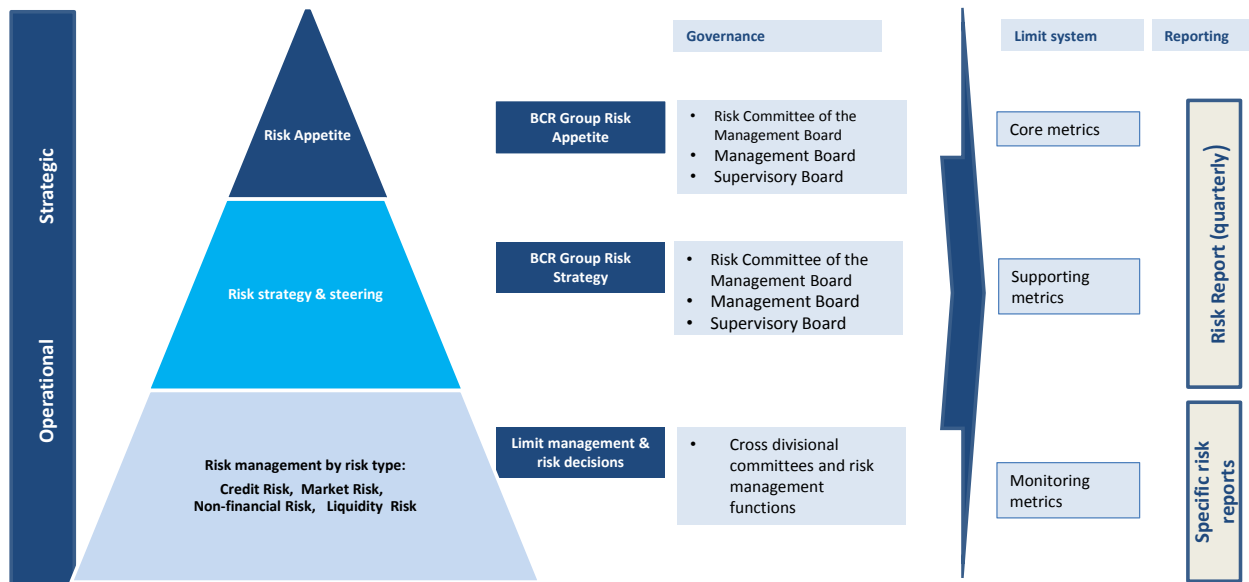 Governance
Limit system
Reporting
Strategic
Operational
Risk Appetite
BCR Group Risk
Appetite
• Risk Committee of the
Management Board
• Management Board
• Supervisory Board
Core metrics
Risk strategy & steering
BCR Group Risk
Strategy
• Risk Committee of the
Management Board
• Management Board
• Supervisory Board
Supporting
metrics
Risk Report (quarterly)
Risk management by risk type:
Credit Risk, Market Risk,
Non-financial Risk, Liquidity Risk
Limit management &
risk decisions
• Cross divisional
committees and risk
management
functions
Monitoring
metrics
Specific risk
reports